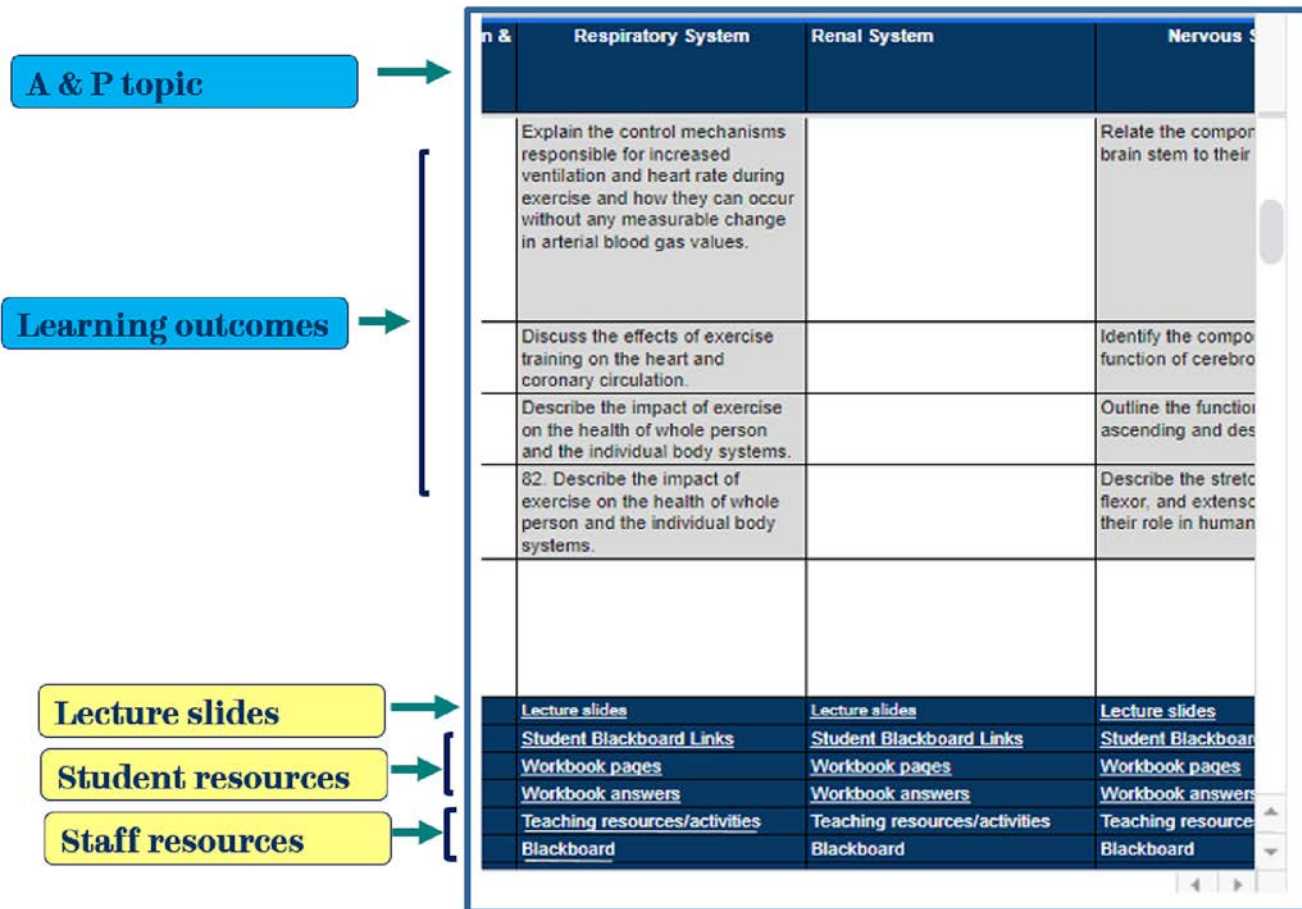 n &
Respiratory System
Renal System
Nervous S
A & P topic
Explain the control mechanisms
responsible for increased
ventilation and heart rate during
exercise and how they can occur
without any measurable change
in arterial blood gas values.
Relate the compon
brain stem to their
Learning outcomes
Discuss the effects of exercise
training on the heart and
coronary circulation.
Identify the compo
function of cerebro
Describe the impact of exercise
on the health of whole person
and the individual body systems.
Outline the function
ascending and des
82. Describe the impact of
exercise on the health of whole
person and the individual body
systems.
Describe the stretc
flexor, and extenso
their role in human
Lecture slides
Student resources
Staff resources
Lecture slides
Student Blackboard Links
Workbook pages
Workbook answers
Teaching resources/activities
Blackboard
Lecture slides
Student Blackboard Links
Workbook pages
Workbook answers
Teaching resources/activities
Blackboard
Lecture slides
Student Blackboar
Workbook pages
Workbook answers
Teaching resource
Blackboard